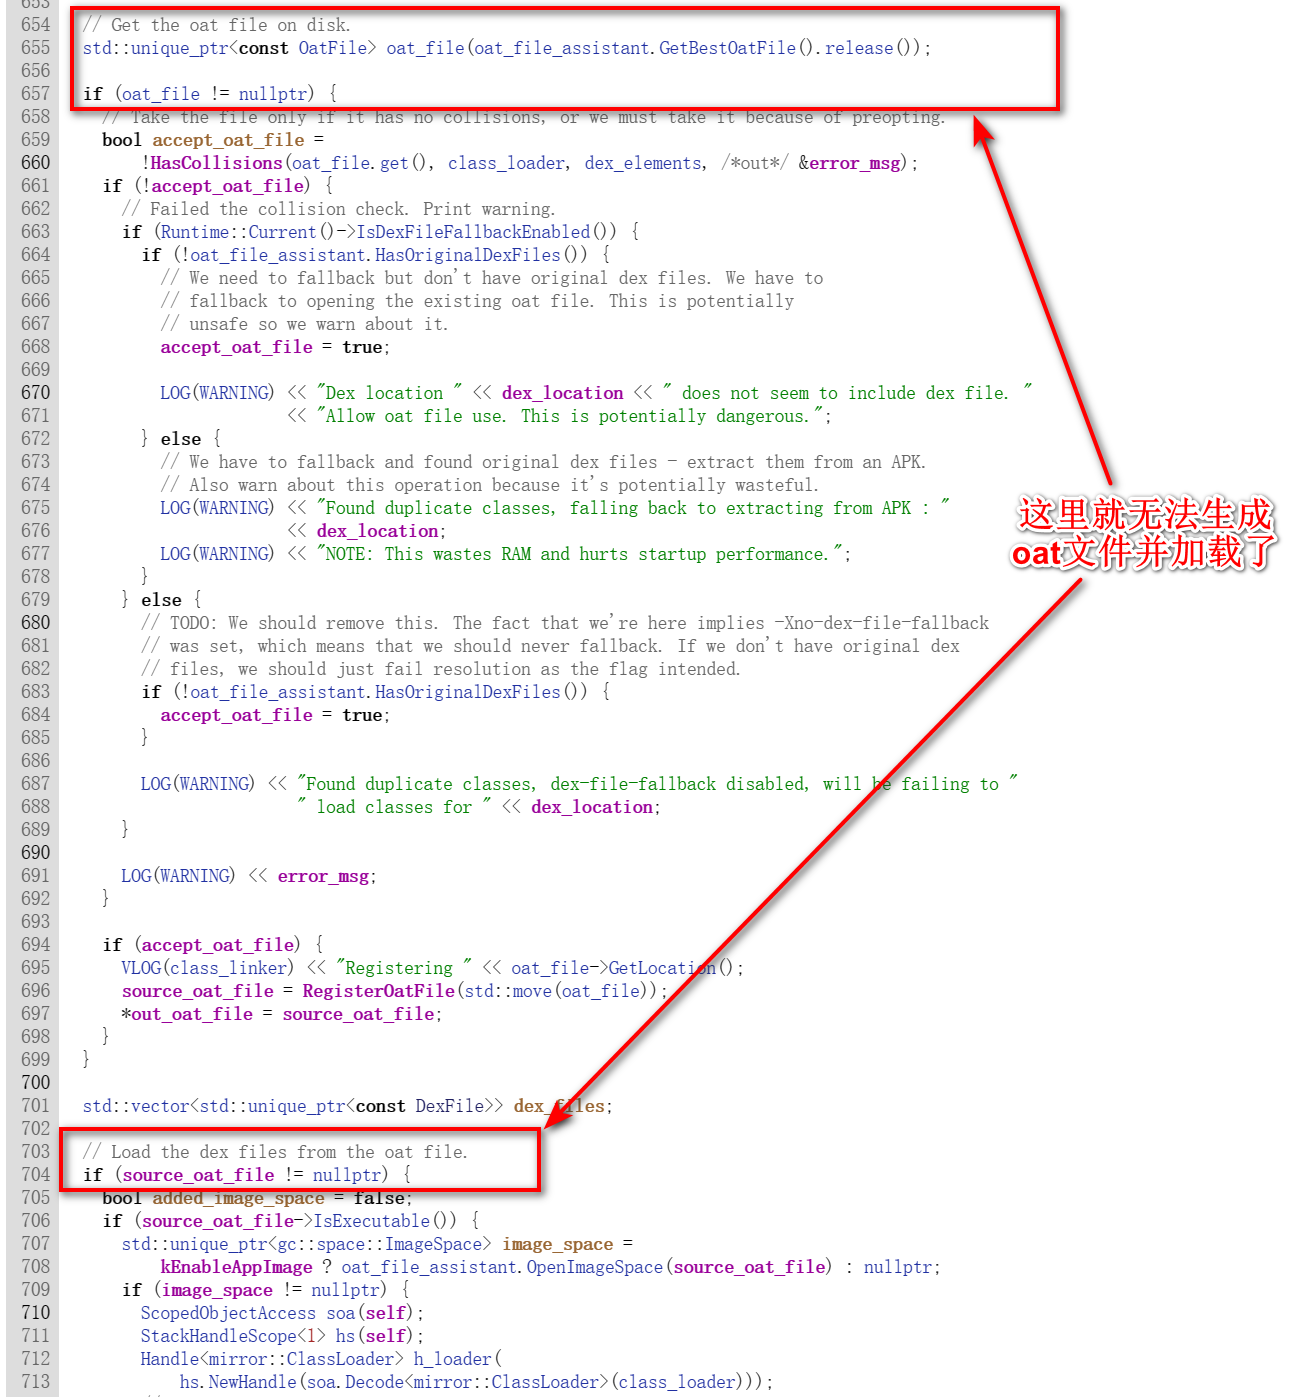 653
654 // Get the oat file on disk.
655 std::unique_ptr<const OatFile> oat_file(oat_file_assistant.GetBestOatFile().release());
656
657 if (oat_file != nullptr) {
658 // Take the file only if it has no collisions, or we must take it because of preopting.
659 bool accept_oat_file =
660 !HasCollisions(oat_file.get(), class_loader, dex_elements, /*out*/ &error_msg);
661 if (!accept_oat_file) {
662 // Failed the collision check. Print warning.
663 if (Runtime::Current()->IsDexFileFallbackEnabled()) {
664 if (!oat_file_assistant.HasOriginalDexFiles()) {
665 // We need to fallback but don't have original dex files. We have to
666 // fallback to opening the existing oat file. This is potentially
667 // unsafe so we warn about it.
668 accept_oat_file = true;
669
670 LOG(WARNING) << "Dex location " << dex_location << " does not seem to include dex file. "
671 << "Allow oat file use. This is potentially dangerous.";
672 } else {
673 // We have to fallback and found original dex files - extract them from an APK.
674 // Also warn about this operation because it's potentially wasteful.
675 LOG(WARNING) << "Found duplicate classes, falling back to extracting from APK : "
676 << dex_location;
677 LOG(WARNING) << "NOTE: This wastes RAM and hurts startup performance.";
678 }
679 } else {
680 // TODO: We should remove this. The fact that we're here implies -Xno-dex-file-fallback
681 // was set, which means that we should never fallback. If we don't have original dex
682 // files, we should just fail resolution as the flag intended.
683 if (!oat_file_assistant.HasOriginalDexFiles()) {
684 accept_oat_file = true;
685 }
686
687 LOG(WARNING) << "Found duplicate classes, dex-file-fallback disabled, will be failing to "
688 " load classes for " << dex_location;
689 }
690
691 LOG(WARNING) << error_msg;
692 }
693
694 if (accept_oat_file) {
695 VLOG(class_linker) << "Registering " << oat_file->GetLocation();
696 source_oat_file = RegisterOatFile(std::move(oat_file));
697 *out_oat_file = source_oat_file;
698 }
699 }
700
701 std::vector<std::unique_ptr<const DexFile>> dex_files;
702
703 // Load the dex files from the oat file.
704 if (source_oat_file != nullptr) {
705 bool added_image_space = false;
706 if (source_oat_file->IsExecutable()) {
707 std::unique_ptr<gc::space::ImageSpace> image_space =
708 kEnableAppImage ? oat_file_assistant.OpenImageSpace(source_oat_file) : nullptr;
709 if (image_space != nullptr) {
710 ScopedObjectAccess soa(self);
711 StackHandleScope<1> hs(self);
712 Handle<mirror::ClassLoader> h_loader(
713 hs.NewHandle(soa.Decode<mirror::ClassLoader>(class_loader)));
这里就无法生成
oat文件并加载了